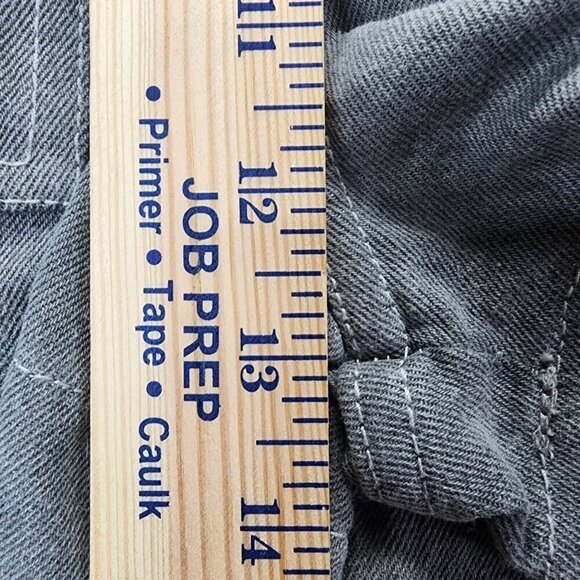 11
12
13
14
JOB PREP
• Primer • Tape • Caulk